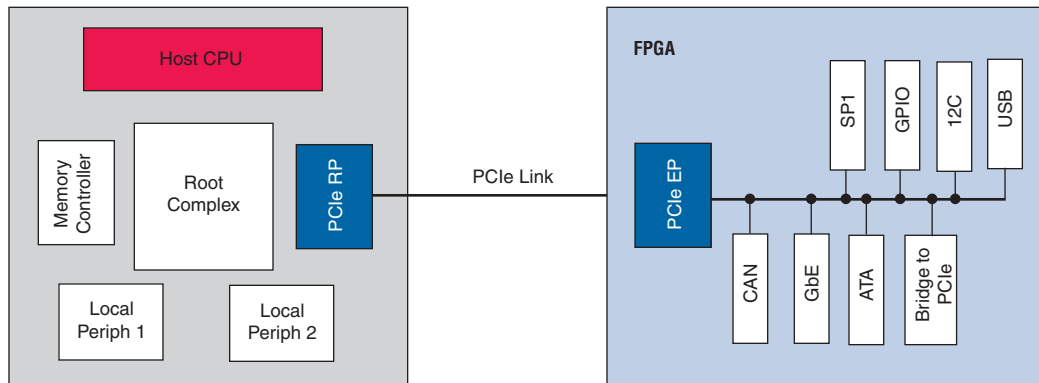 Host CPU
Memory
Controller
Root
Complex
PCIe RP
Local
Periph 1
Local
Periph 2
PCIe Link
FPGA
PCIe EP
SP1
GPIO
12C
USB
CAN
GbE
ATA
Bridge to
PCIe